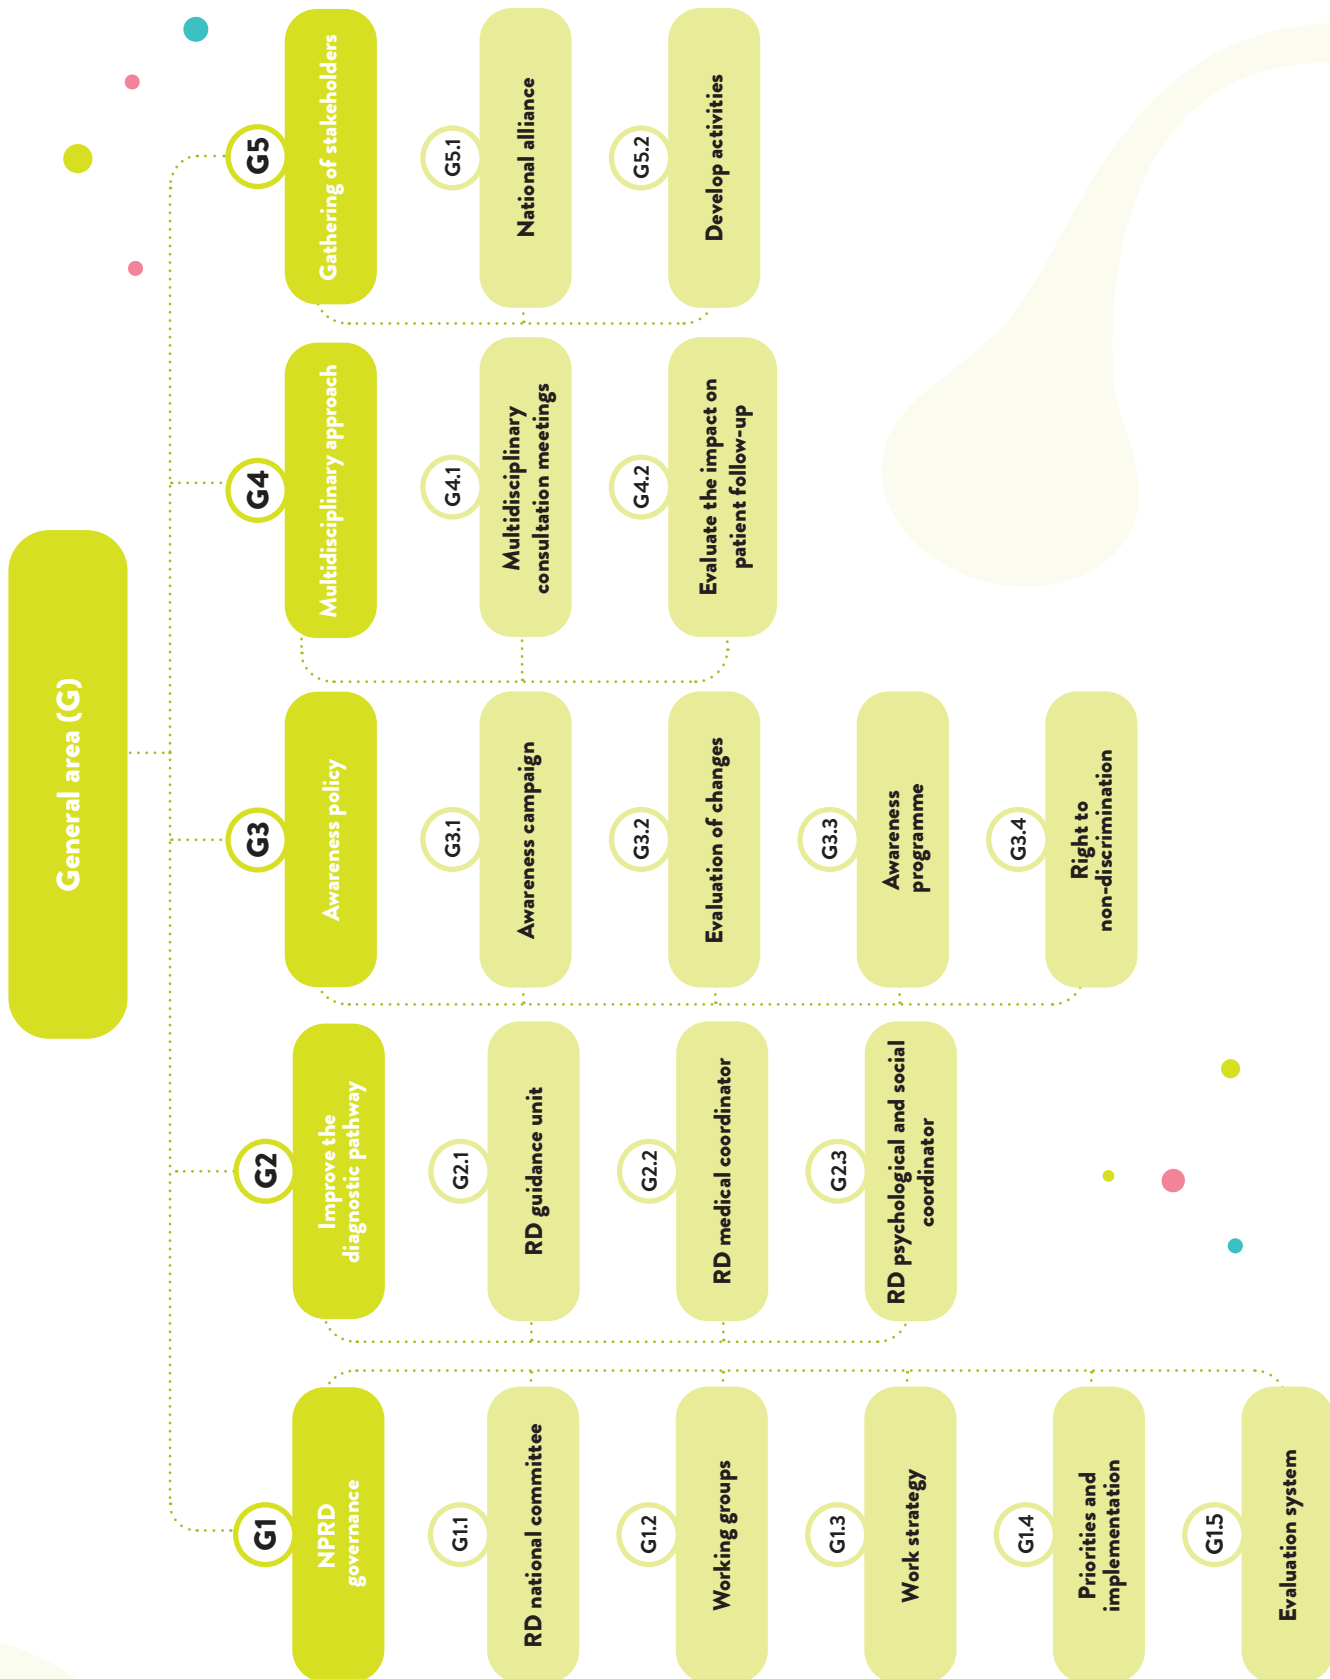 General area (G)
G1
NPRD
governance
G1.1
RD national committee
G1.2
Working groups
G1.3
Work strategy
G1.4
Priorities and
implementation
G1.5
Evaluation system
G2
Improve the
diagnostic pathway
G2.1
RD guidance unit
G2.2
RD medical coordinator
G2.3
RD psychological and social
coordinator
G3
Awareness policy
G3.1
Awareness campaign
G3.2
Evaluation of changes
G3.3
Awareness
programme
G3.4
Right to
non-discrimination
G4
Multidisciplinary approach
G4.1
Multidisciplinary
consultation meetings
G4.2
Evaluate the impact on
patient follow-up
G5
Gathering of stakeholders
G5.1
National alliance
G5.2
Develop activities